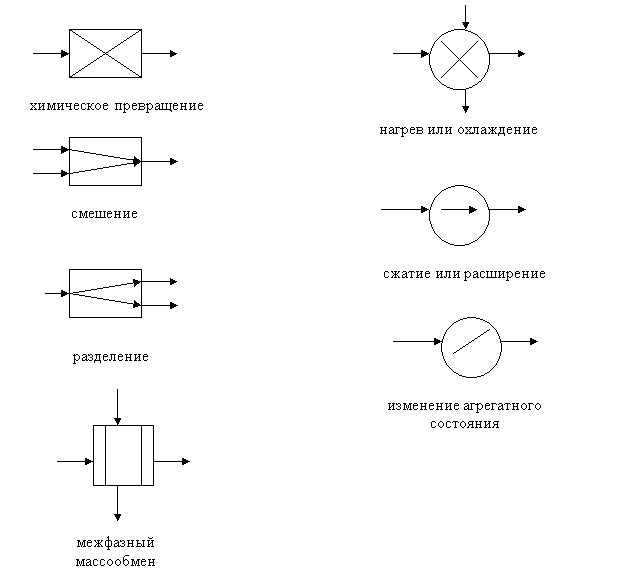 химическое превращение
смешение
разделение
межфазный
массообмен
нагрев или охлаждение
сжатие или расширение
изменение агрегатного
состояния